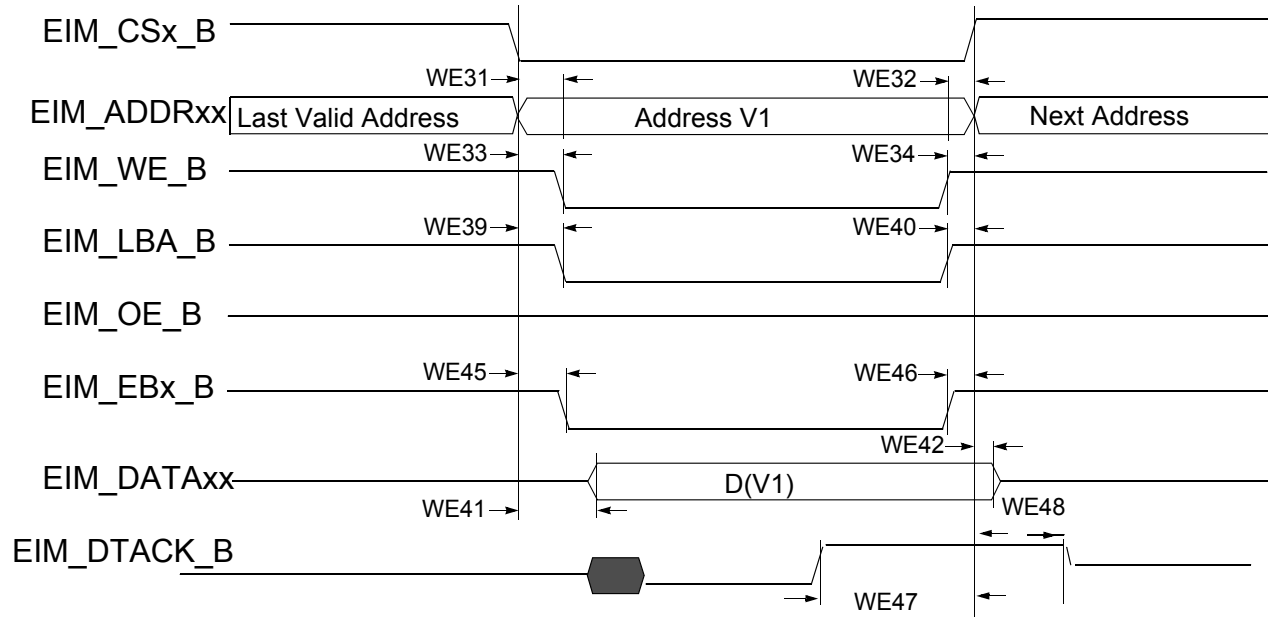 EIM_CSx_B
WE31 WE32
EIM_ADDRxx Last Valid Address Address V1 Next Address
WE33 WE34
EIM_WE_B
WE39 WE40
EIM_LBA_B
EIM_OE_B
WE45 WE46
EIM_EBx_B
WE42
EIM_DATAxx D(V1)
WE41 WE48
EIM_DTACK_B
WE47